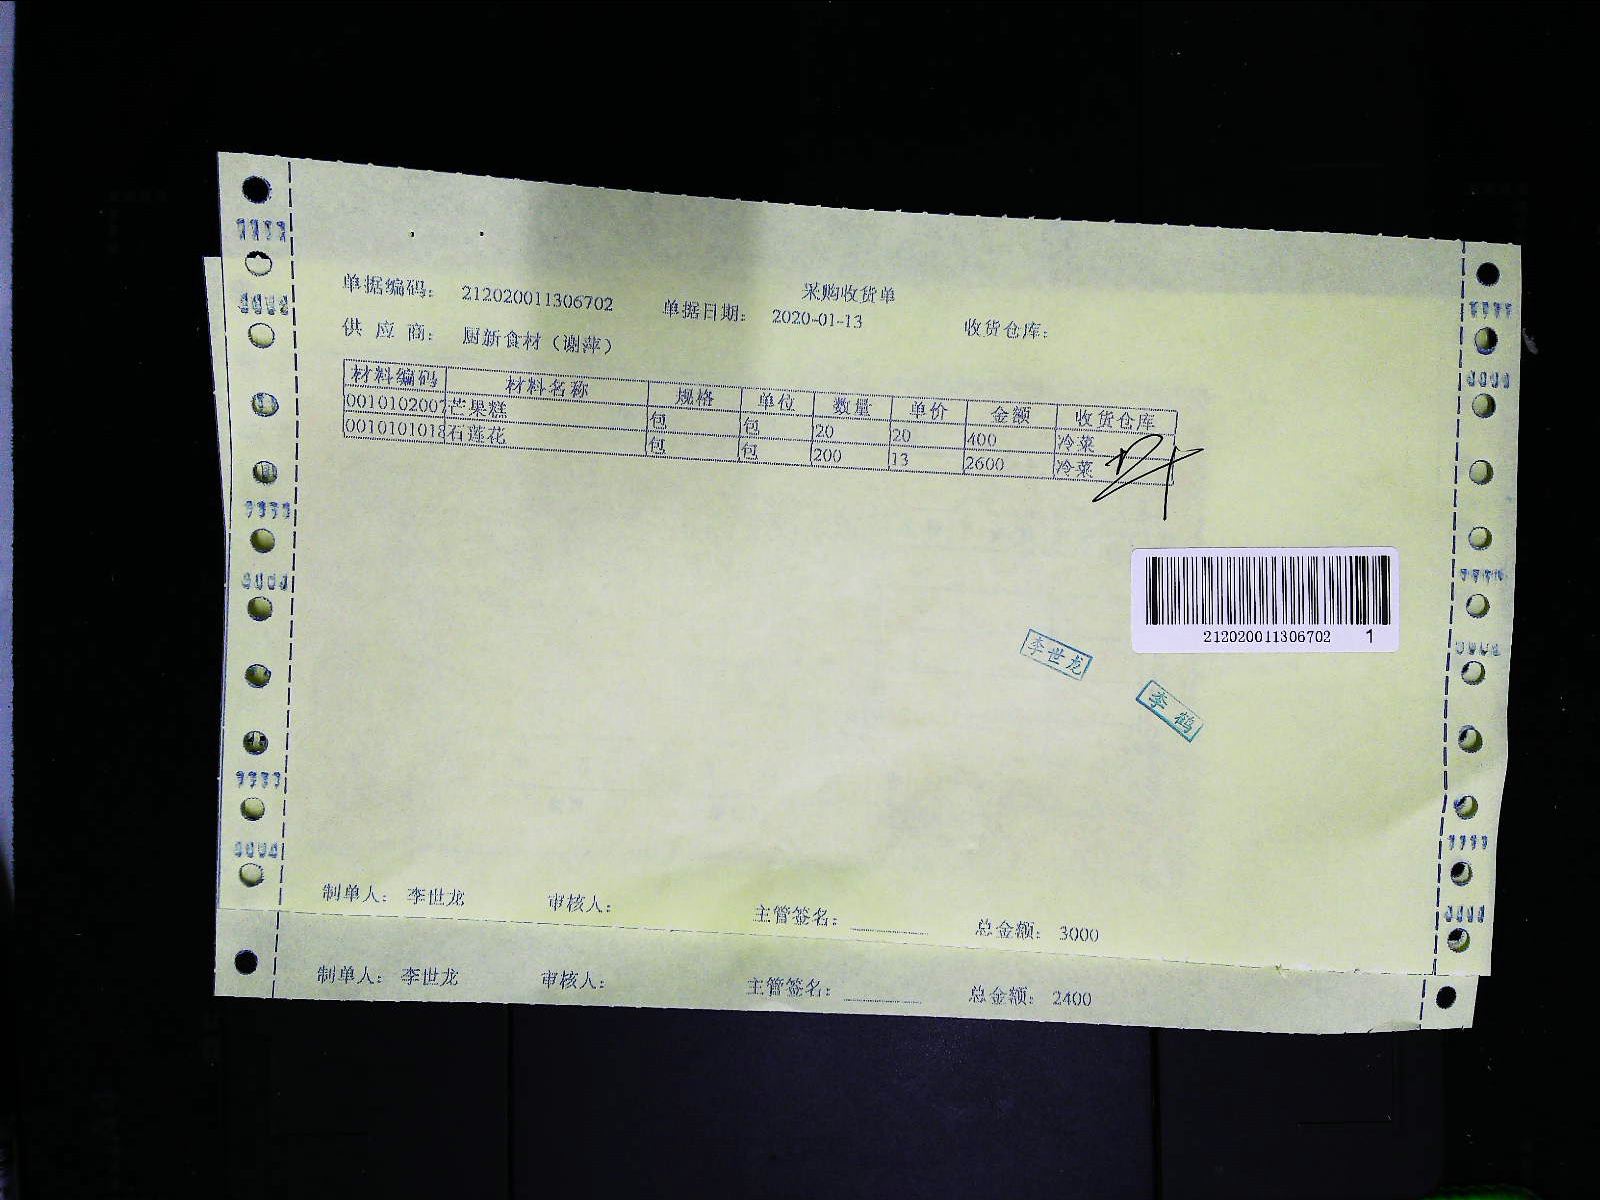 采购收货单
单据编码： 212020011306702 单据日期： 2020-01-13 收货仓库：
供 应 商： 厨新食材（谢萍）
材料编码 材料名称 规格 单位 数量 单价 金额 收货仓库
0010102007 芒果糕 包 包 20 20 400 冷菜
0010101018 石莲花 包 包 200 13 2600 冷菜
212020011306702 1
李世龙
李鹤
制单人： 李世龙 审核人： 主管签名： 总金额： 3000
制单人： 李世龙 审核人： 主管签名： 总金额： 2400